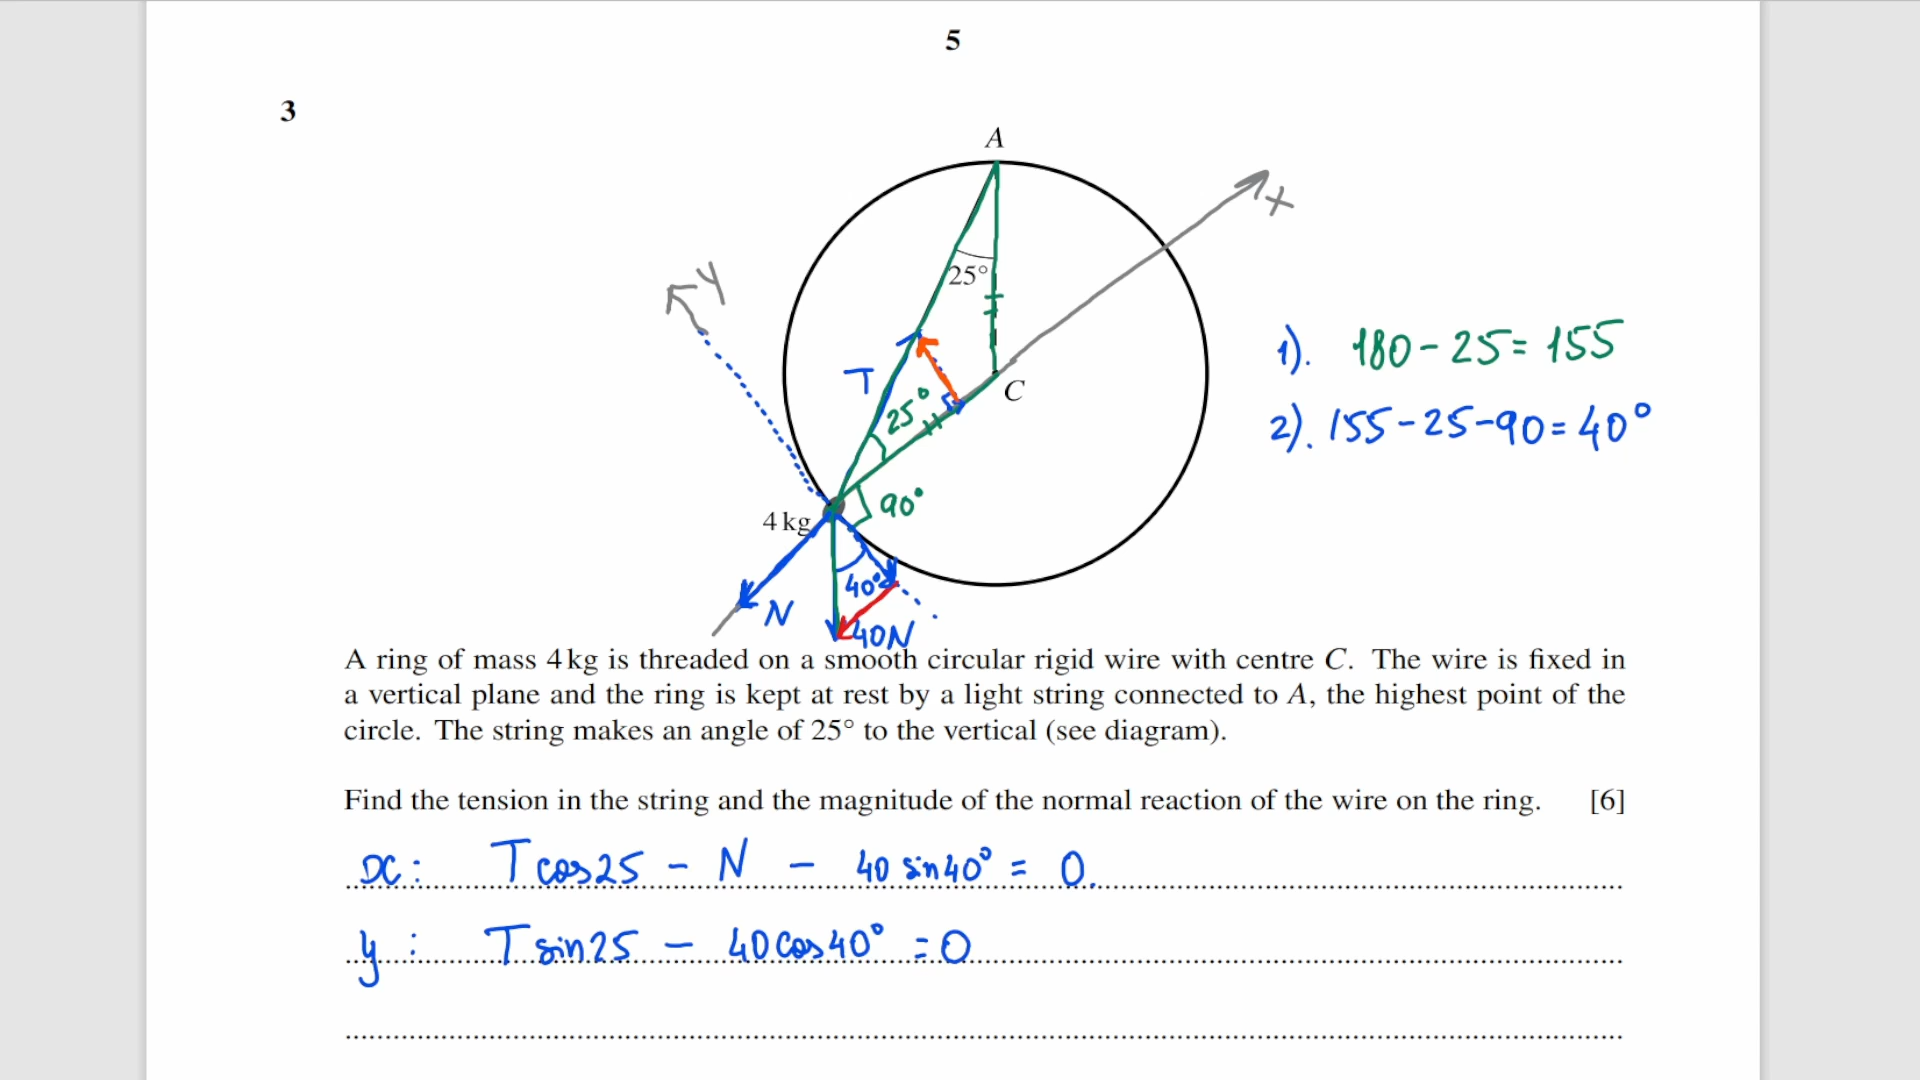 5
3
A
X
y
25°
1). 180 - 25 = 155
T
25°
C
2). 155 - 25 - 90 = 40°
90°
4 kg
40°
N
40N
A ring of mass 4 kg is threaded on a smooth circular rigid wire with centre C. The wire is fixed in
a vertical plane and the ring is kept at rest by a light string connected to A, the highest point of the
circle. The string makes an angle of 25° to the vertical (see diagram).
Find the tension in the string and the magnitude of the normal reaction of the wire on the ring. [6]
x: T cos25 - N - 40 sin40° = 0.
y: T sin25 - 40 cos40° = 0